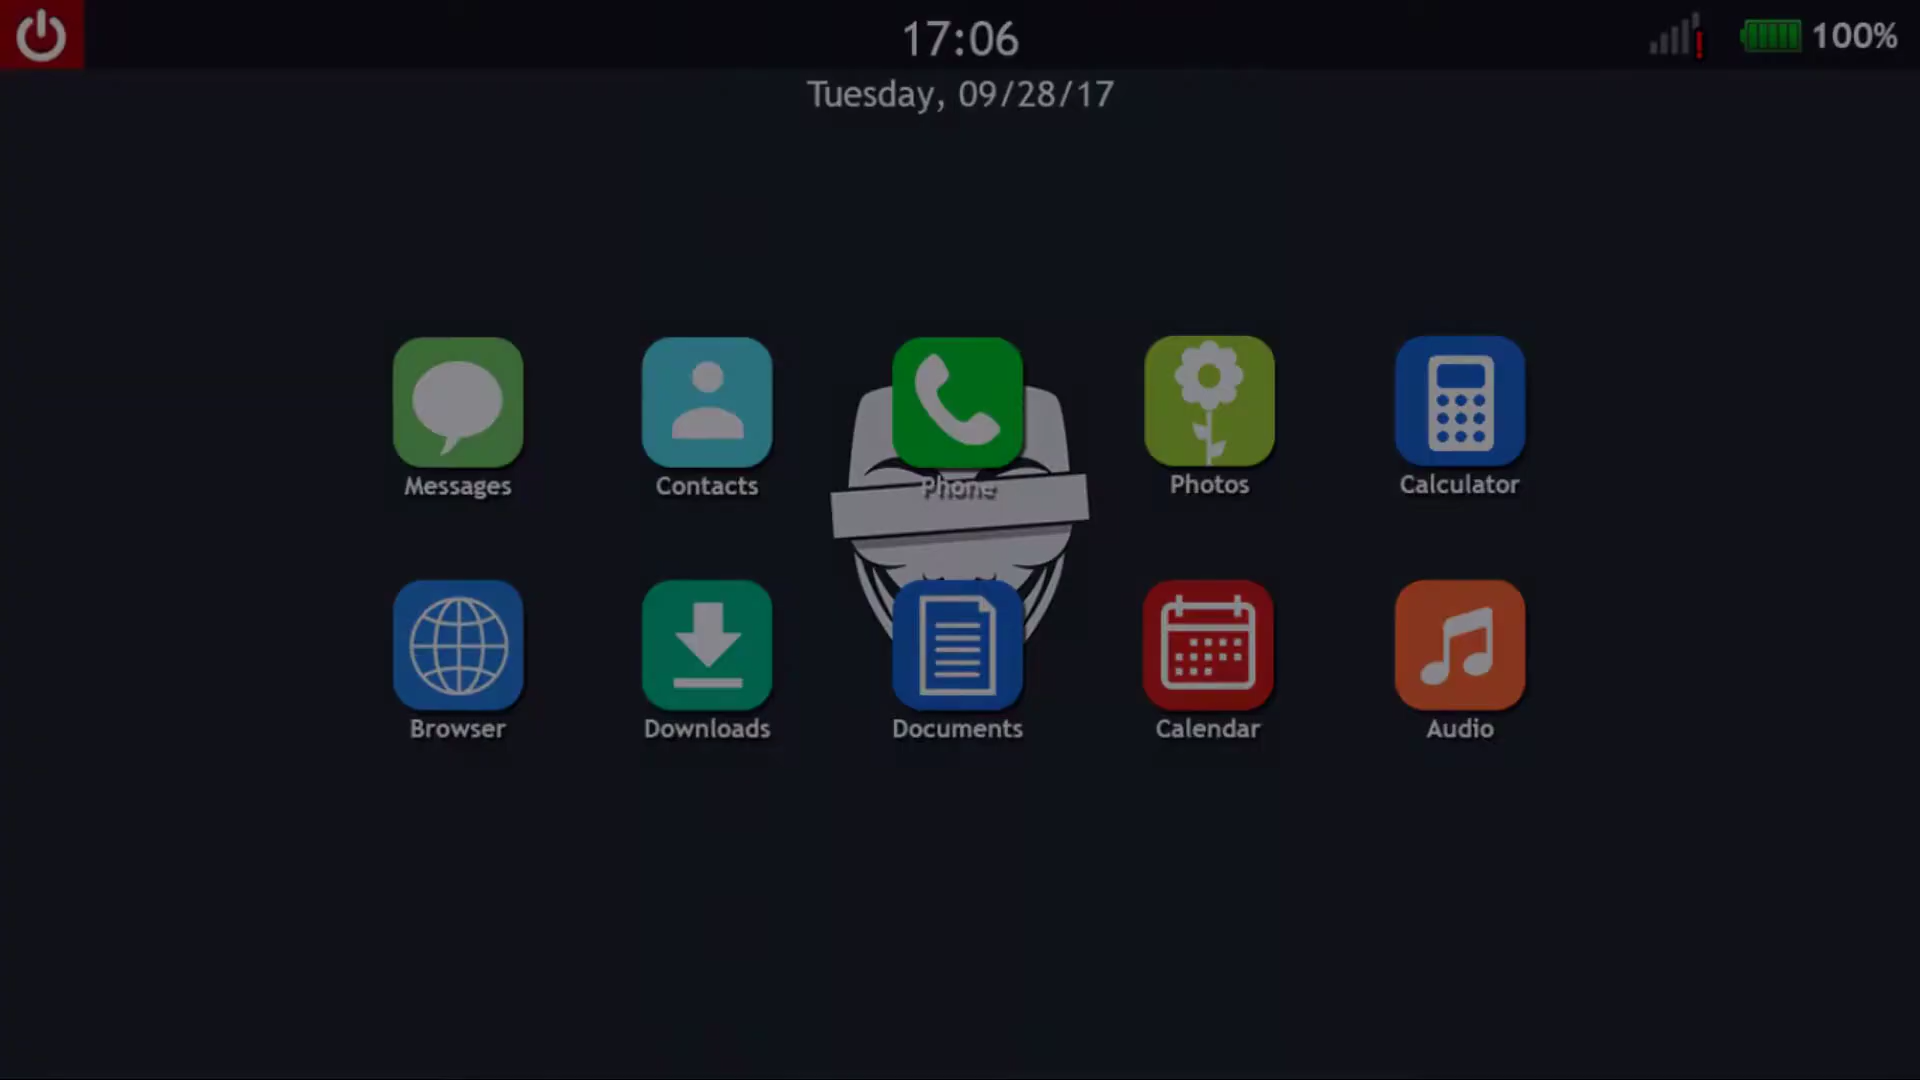 17:06
100%
Tuesday, 09/28/17
Messages
Contacts
Phone
Photos
Calculator
Browser
Downloads
Documents
Calendar
Audio